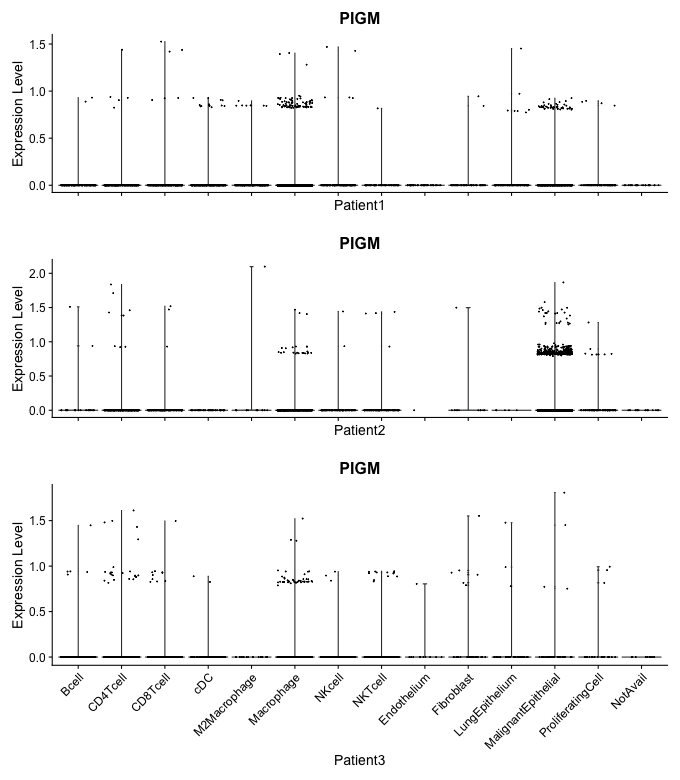 PIGM
Expression Level
1.5
1.0
0.5
0.0
Patient1
PIGM
Expression Level
2.0
1.5
1.0
0.5
0.0
Patient2
PIGM
Expression Level
1.5
1.0
0.5
0.0
Bcell
CD4Tcell
CD8Tcell
cDC
M2Macrophage
Macrophage
NKcell
NKTcell
Endothelium
Fibroblast
LungEpithelium
MalignantEpithelial
ProliferatingCell
NotAvail
Patient3